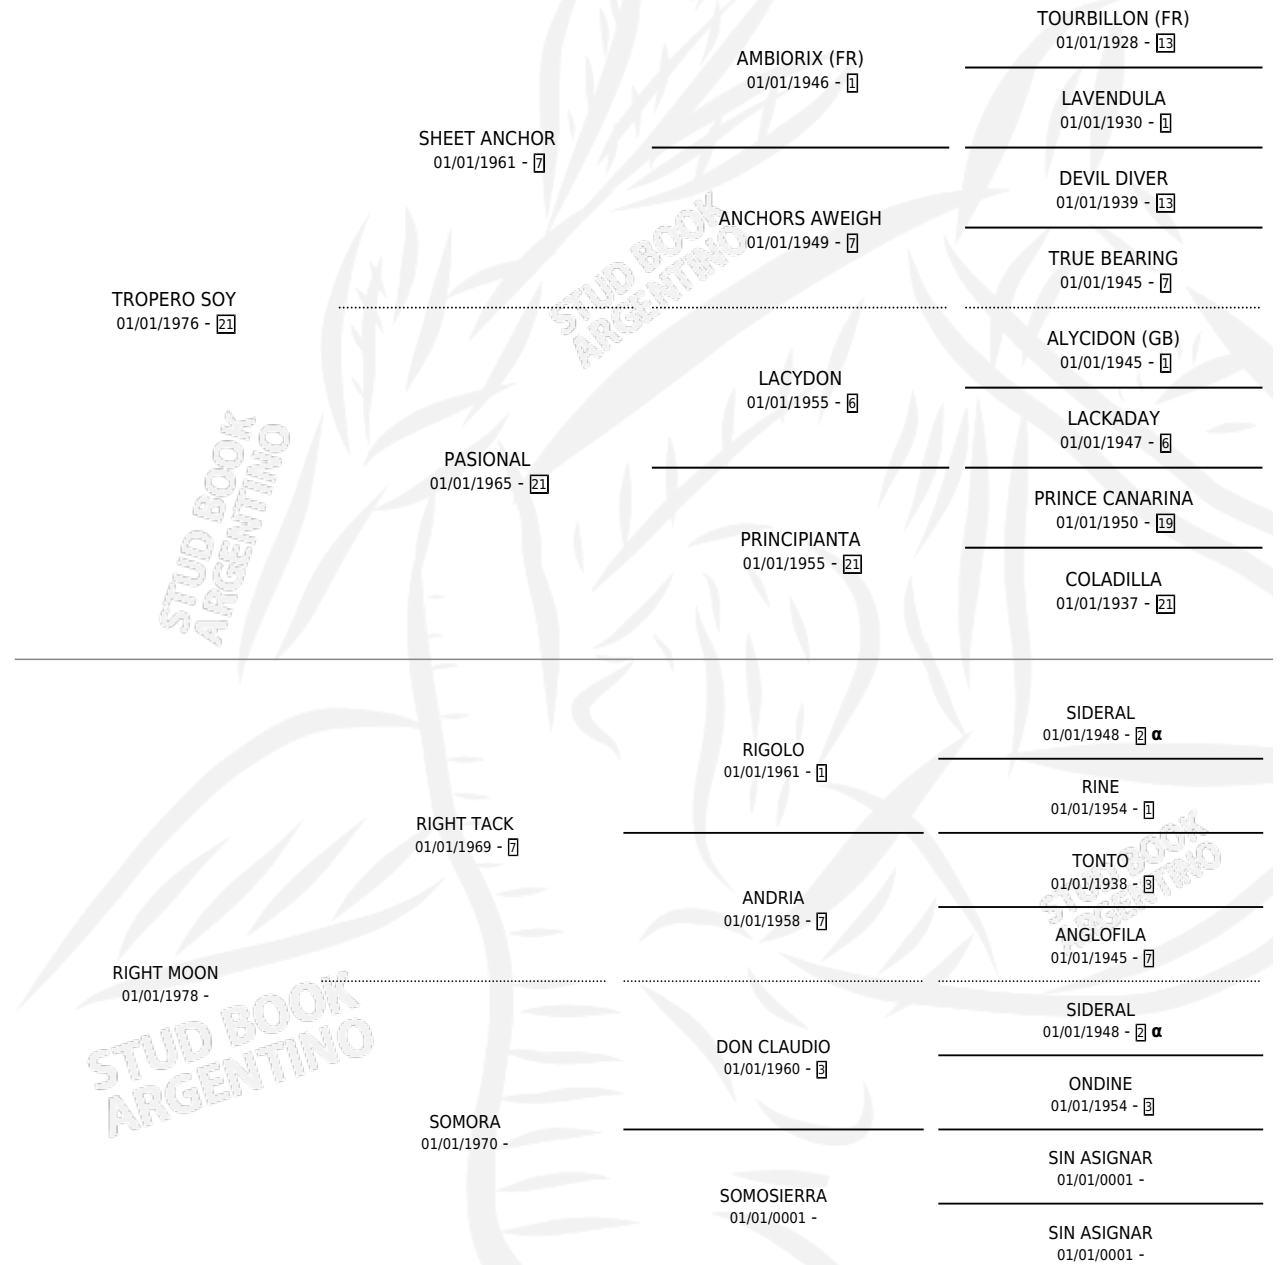 TOURBILLON (FR)
01/01/1928 - 13
AMBIORIX (FR)
01/01/1946 - 1
LAVENDULA
01/01/1930 - 1
SHEET ANCHOR
01/01/1961 - 7
DEVIL DIVER
01/01/1939 - 13
ANCHORS AWEIGH
01/01/1949 - 7
TRUE BEARING
01/01/1945 - 7
STUD BOOK
ARGENTINO
TROPERO SOY
01/01/1976 - 21
ALYCIDON (GB)
01/01/1945 - 1
LACYDON
01/01/1955 - 6
LACKADAY
01/01/1947 - 6
PASIONAL
01/01/1965 - 21
PRINCE CANARINA
01/01/1950 - 19
PRINCIPIANTA
01/01/1955 - 21
COLADILLA
01/01/1937 - 21
STUD BOOK
ARGENTINO
SIDERAL
01/01/1948 - 2 α
RIGOLO
01/01/1961 - 1
RINE
01/01/1954 - 1
RIGHT TACK
01/01/1969 - 7
TONTO
01/01/1938 - 3
ANDRIA
01/01/1958 - 7
ANGLOFILA
01/01/1945 - 7
STUD BOOK
ARGENTINO
RIGHT MOON
01/01/1978 -
SIDERAL
01/01/1948 - 2 α
DON CLAUDIO
01/01/1960 - 3
ONDINE
01/01/1954 - 3
STUD BOOK
ARGENTINO
SOMORA
01/01/1970 -
SIN ASIGNAR
01/01/0001 -
SOMOSIERRA
01/01/0001 -
SIN ASIGNAR
01/01/0001 -